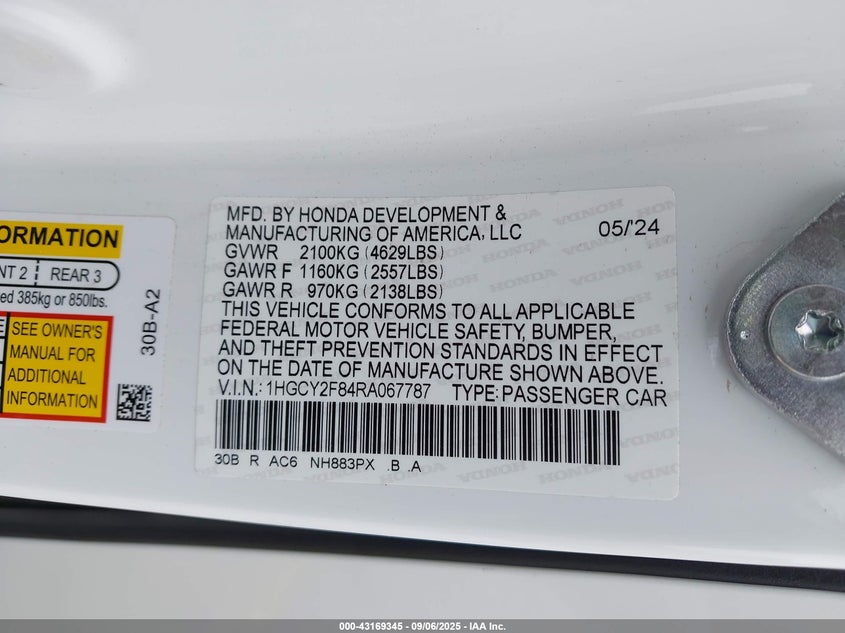 ORMATION
NT 2 REAR 3
ed 385kg or 850lbs.
SEE OWNER'S
MANUAL FOR
ADDITIONAL
INFORMATION
30B-A2
MFD. BY HONDA DEVELOPMENT &
MANUFACTURING OF AMERICA, LLC 05/'24
GVWR 2100KG (4629LBS)
GAWR F 1160KG (2557LBS)
GAWR R 970KG (2138LBS)
THIS VEHICLE CONFORMS TO ALL APPLICABLE
FEDERAL MOTOR VEHICLE SAFETY, BUMPER,
AND THEFT PREVENTION STANDARDS IN EFFECT
ON THE DATE OF MANUFACTURE SHOWN ABOVE.
V.I.N.: 1HGCY2F84RA067787 TYPE: PASSENGER CAR
30B R AC6 NH883PX .B .A
000-43169345 - 09/06/2025 - IAA Inc.